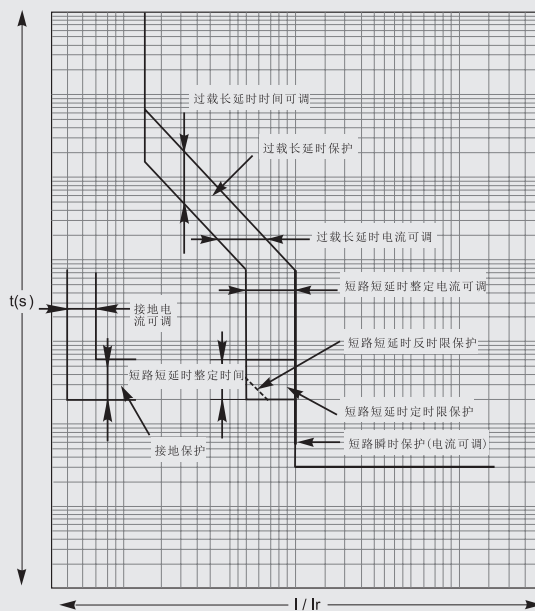 过载长延时时间可调
过载长延时保护
过载长延时电流可调
短路短延时整定电流可调
t(s)
接地电
流可调
短路短延时反时限保护
短路短延时整定时间
短路短延时定时限保护
短路瞬时保护(电流可调)
接地保护
I / Ir